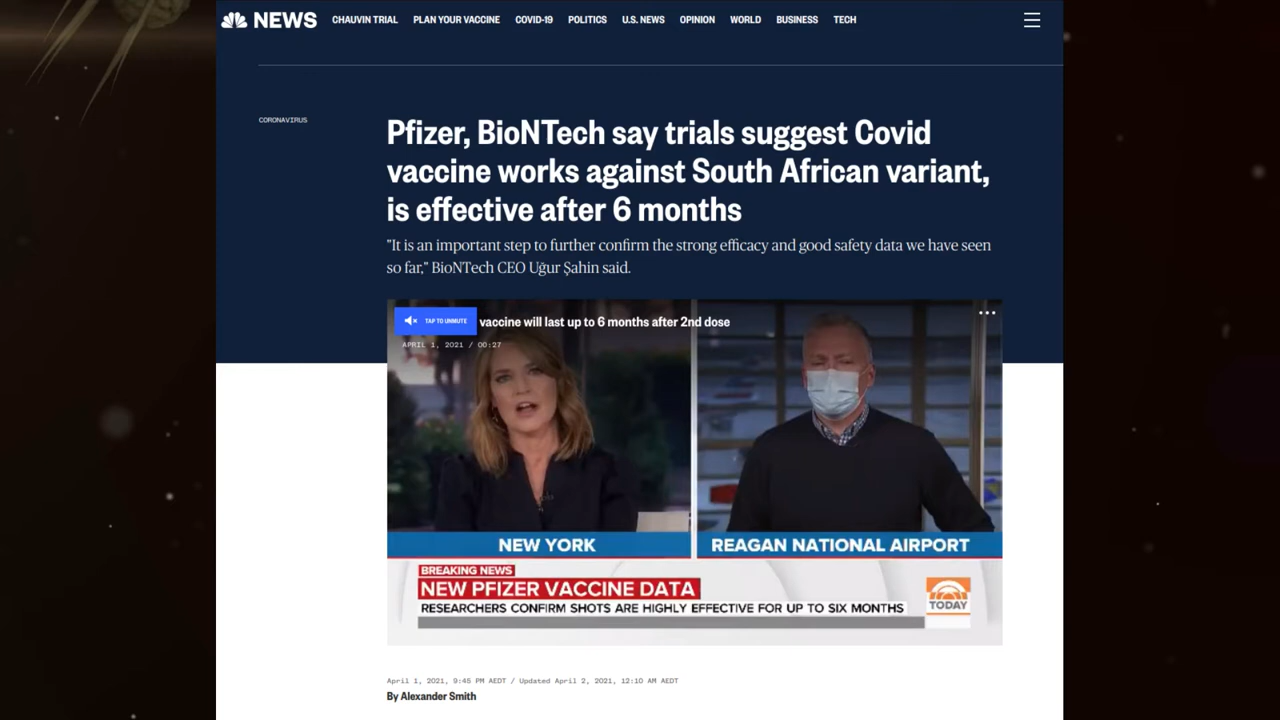 NEWS CHAUVIN TRIAL PLAN YOUR VACCINE COVID-19 POLITICS U.S. NEWS OPINION WORLD BUSINESS TECH
CORONAVIRUS
Pfizer, BioNTech say trials suggest Covid
vaccine works against South African variant,
is effective after 6 months
"It is an important step to further confirm the strong efficacy and good safety data we have seen
so far," BioNTech CEO Uğur Şahin said.
TAP TO UNMUTE vaccine will last up to 6 months after 2nd dose
APRIL 1, 2021 / 00:27
NEW YORK REAGAN NATIONAL AIRPORT
BREAKING NEWS
NEW PFIZER VACCINE DATA
RESEARCHERS CONFIRM SHOTS ARE HIGHLY EFFECTIVE FOR UP TO SIX MONTHS
TODAY
April 1, 2021, 9:45 PM AEDT / Updated April 2, 2021, 12:10 AM AEDT
By Alexander Smith